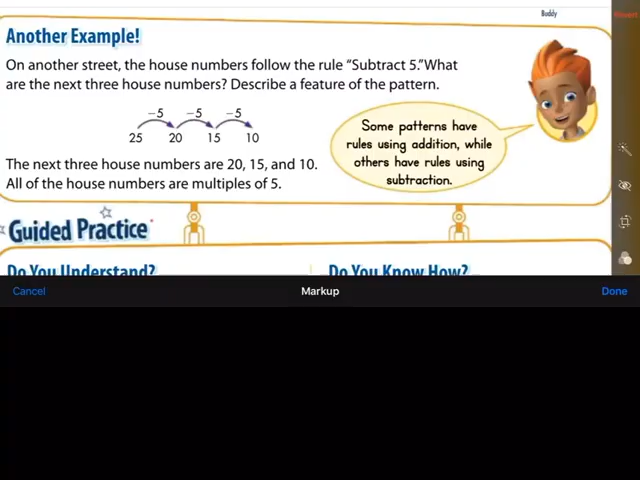 Buddy
Revert
Another Example!
On another street, the house numbers follow the rule "Subtract 5." What
are the next three house numbers? Describe a feature of the pattern.
−5 −5 −5
25 20 15 10
Some patterns have
rules using addition, while
others have rules using
subtraction.
The next three house numbers are 20, 15, and 10.
All of the house numbers are multiples of 5.
Guided Practice
Do You Understand?
Do You Know How?
Cancel Markup Done